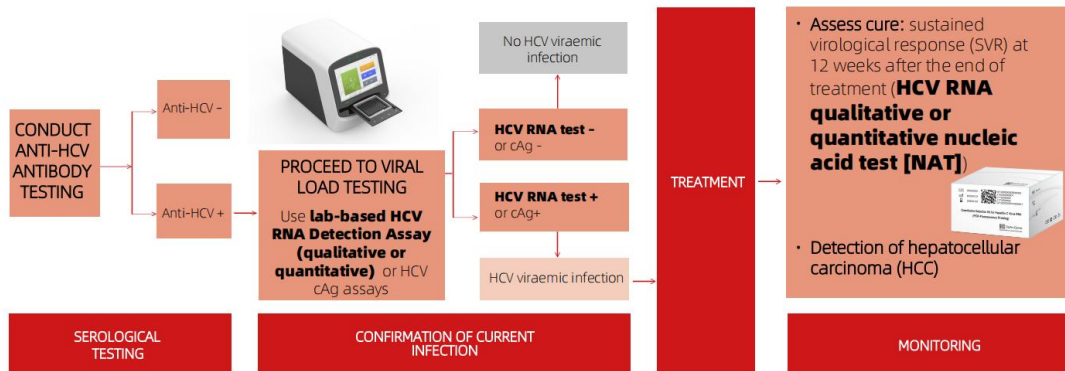 CONDUCT
ANTI-HCV
ANTIBODY
TESTING
Anti-HCV –
Anti-HCV +
SEROLOGICAL
TESTING
PROCEED TO VIRAL
LOAD TESTING
Use lab-based HCV
RNA Detection Assay
(qualitative or
quantitative) or HCV
cAg assays
No HCV viraemic
infection
HCV RNA test –
or cAg –
HCV RNA test +
or cAg+
HCV viraemic infection
CONFIRMATION OF CURRENT
INFECTION
TREATMENT
• Assess cure: sustained
virological response (SVR) at
12 weeks after the end of
treatment (HCV RNA
qualitative or
quantitative nucleic
acid test [NAT])
• Detection of hepatocellular
carcinoma (HCC)
MONITORING